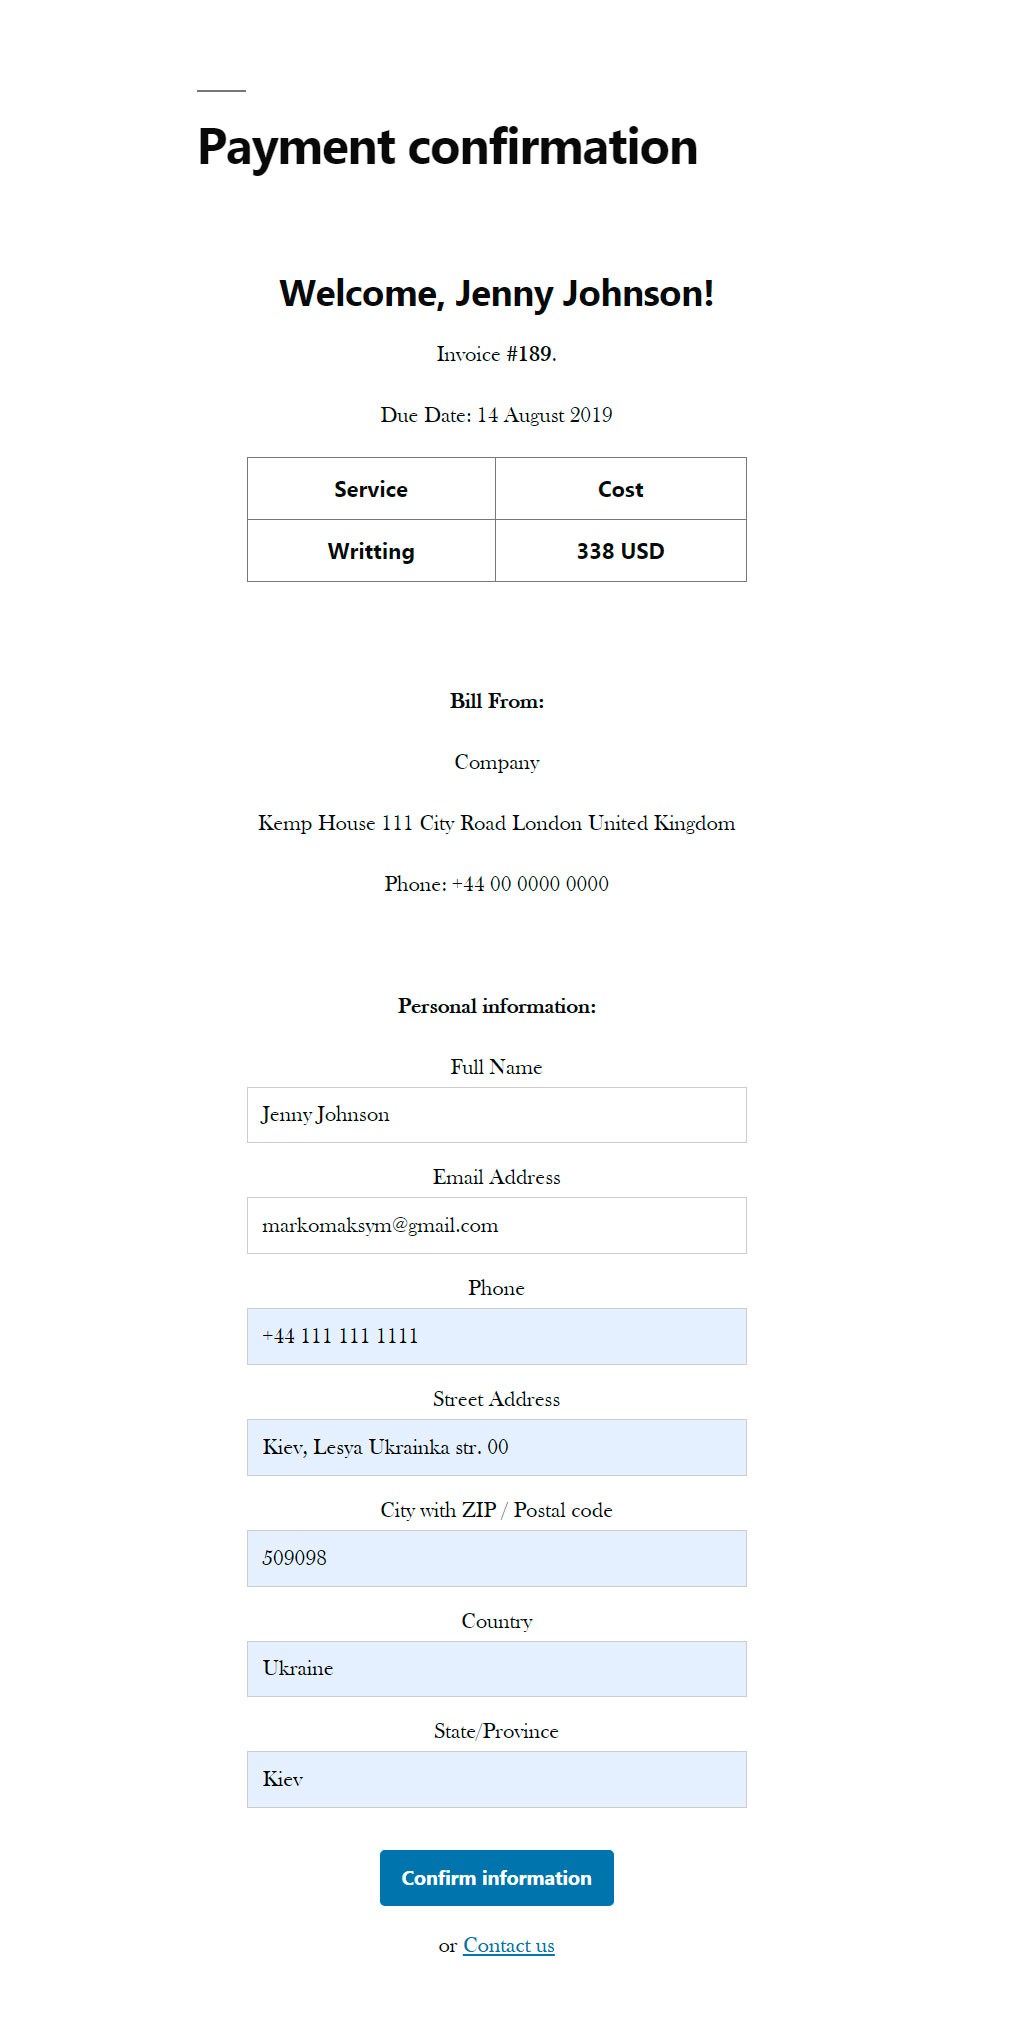 Payment confirmation
Welcome, Jenny Johnson!
Invoice #189.
Due Date: 14 August 2019
Service Cost
Writting 338 USD
Bill From:
Company
Kemp House 111 City Road London United Kingdom
Phone: +44 00 0000 0000
Personal information:
Full Name
Jenny Johnson
Email Address
markomaksym@gmail.com
Phone
+44 111 111 1111
Street Address
Kiev, Lesya Ukrainka str. 00
City with ZIP / Postal code
509098
Country
Ukraine
State/Province
Kiev
Confirm information
or Contact us